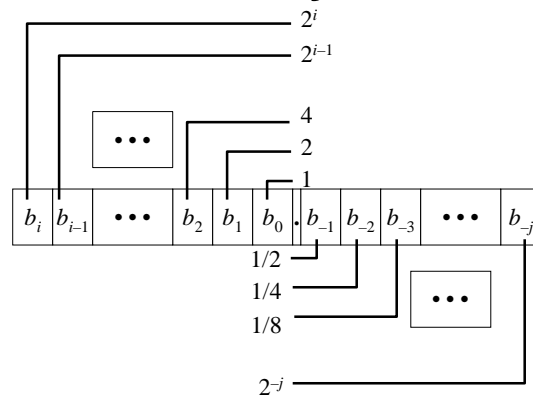 2^i
2^{i–1}
•••
4
2
1
b_i b_{i–1} ••• b_2 b_1 b_0 . b_{–1} b_{–2} b_{–3} ••• b_{–j}
1/2
1/4
•••
1/8
2^{–j}